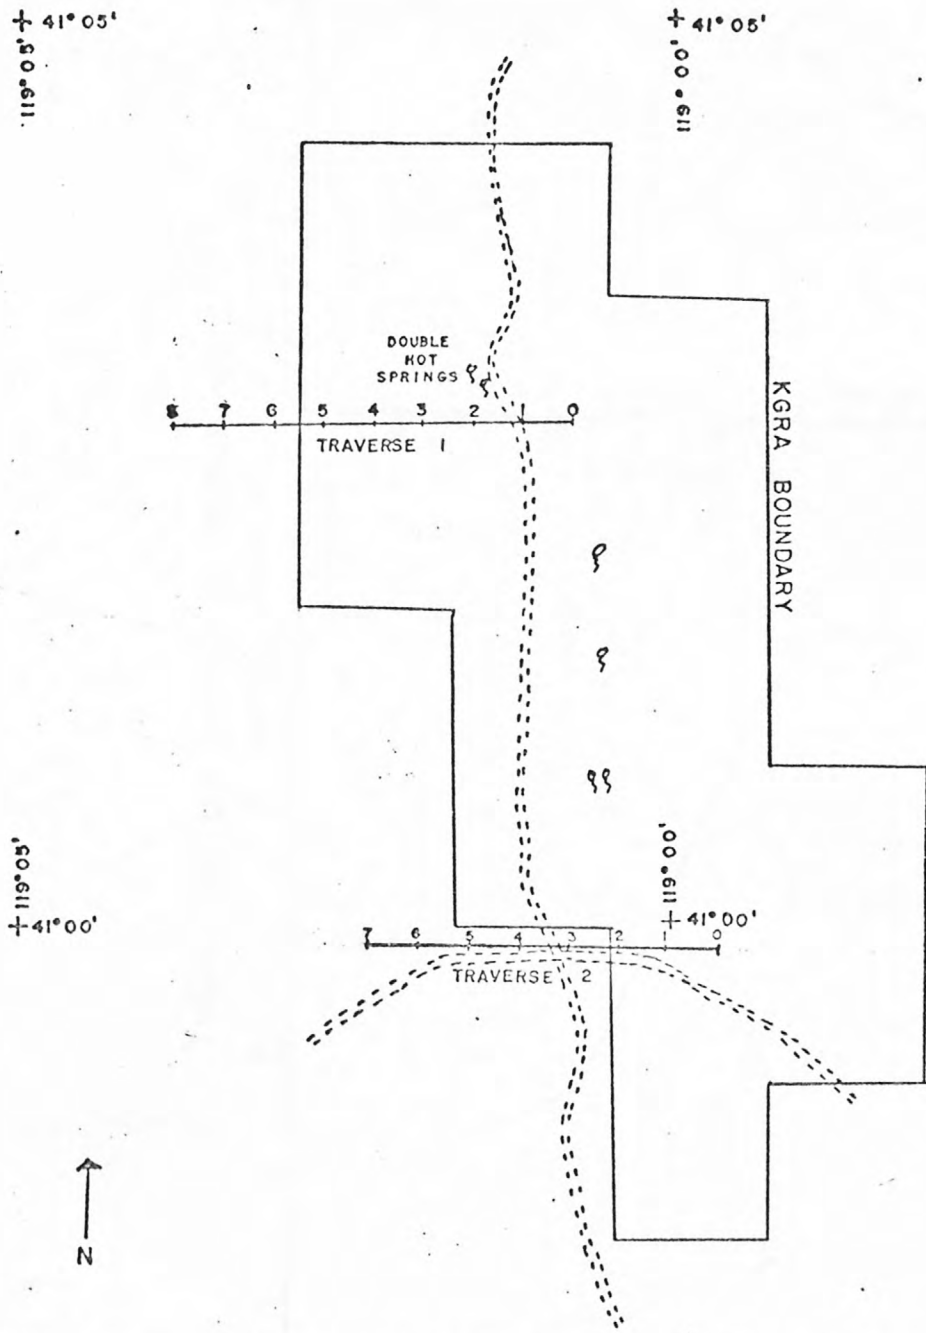 41° 05'
119° 05'
41° 05'
119° 00'
DOUBLE
HOT
SPRINGS
8 7 6 5 4 3 2 1 0
TRAVERSE 1
KGRA BOUNDARY
119° 05'
41° 00'
119° 00'
41° 00'
7 6 5 4 3 2 1 0
TRAVERSE 2
N